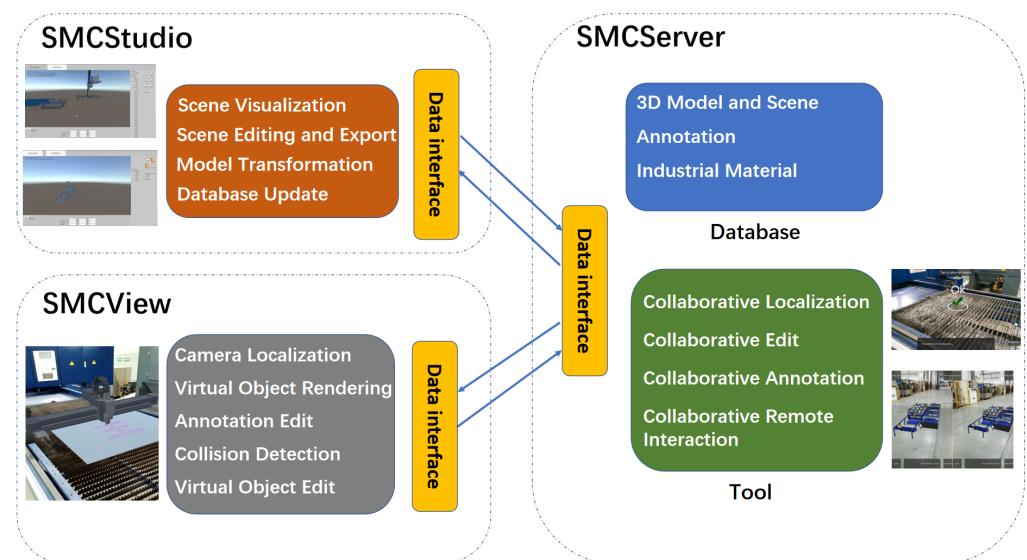 SMCStudio
Scene Visualization
Scene Editing and Export
Model Transformation
Database Update
Data interface
SMCView
Camera Localization
Virtual Object Rendering
Annotation Edit
Collision Detection
Virtual Object Edit
Data interface
SMCServer
Data interface
3D Model and Scene
Annotation
Industrial Material
Database
Collaborative Localization
Collaborative Edit
Collaborative Annotation
Collaborative Remote
Interaction
Tool
OK